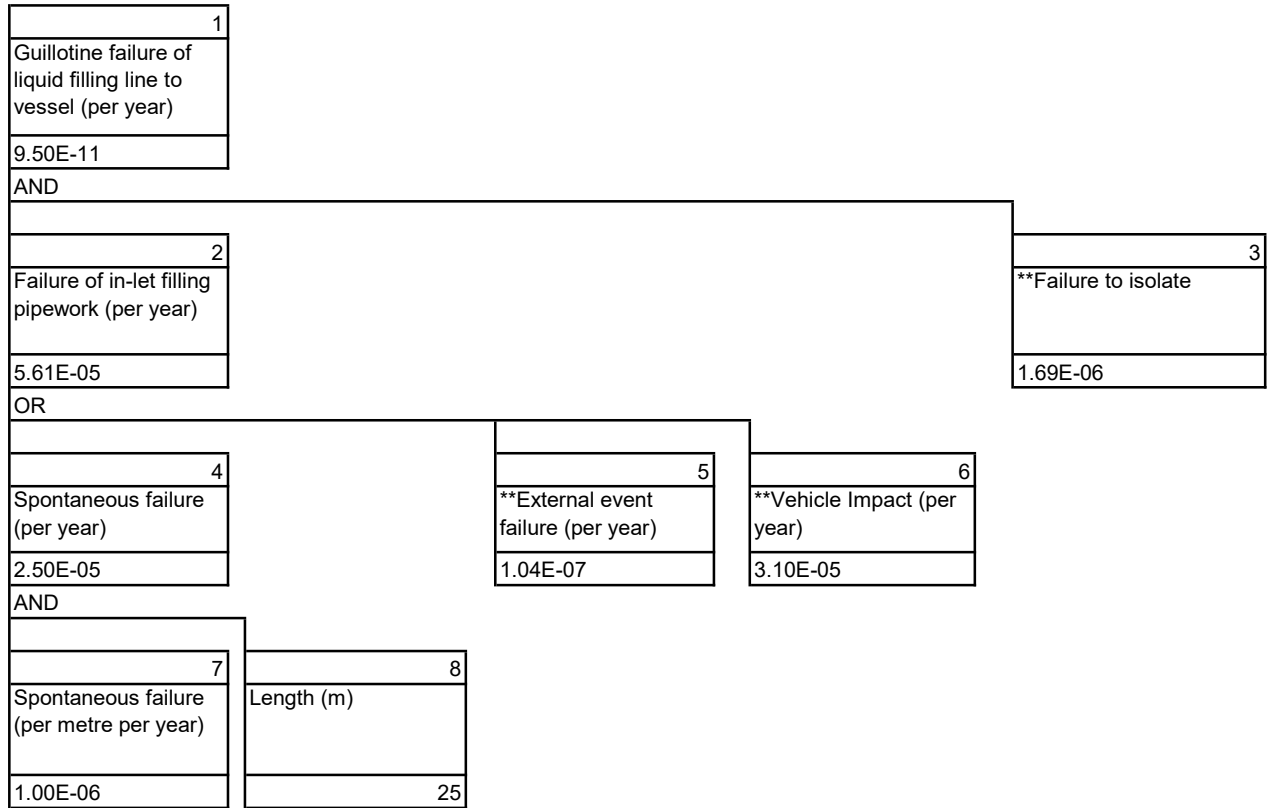 1
Guillotine failure of
liquid filling line to
vessel (per year)
9.50E-11
AND
2
Failure of in-let filling
pipework (per year)
5.61E-05
3
**Failure to isolate
1.69E-06
OR
4
Spontaneous failure
(per year)
2.50E-05
5
**External event
failure (per year)
1.04E-07
6
**Vehicle Impact (per
year)
3.10E-05
AND
7
Spontaneous failure
(per metre per year)
1.00E-06
8
Length (m)
25